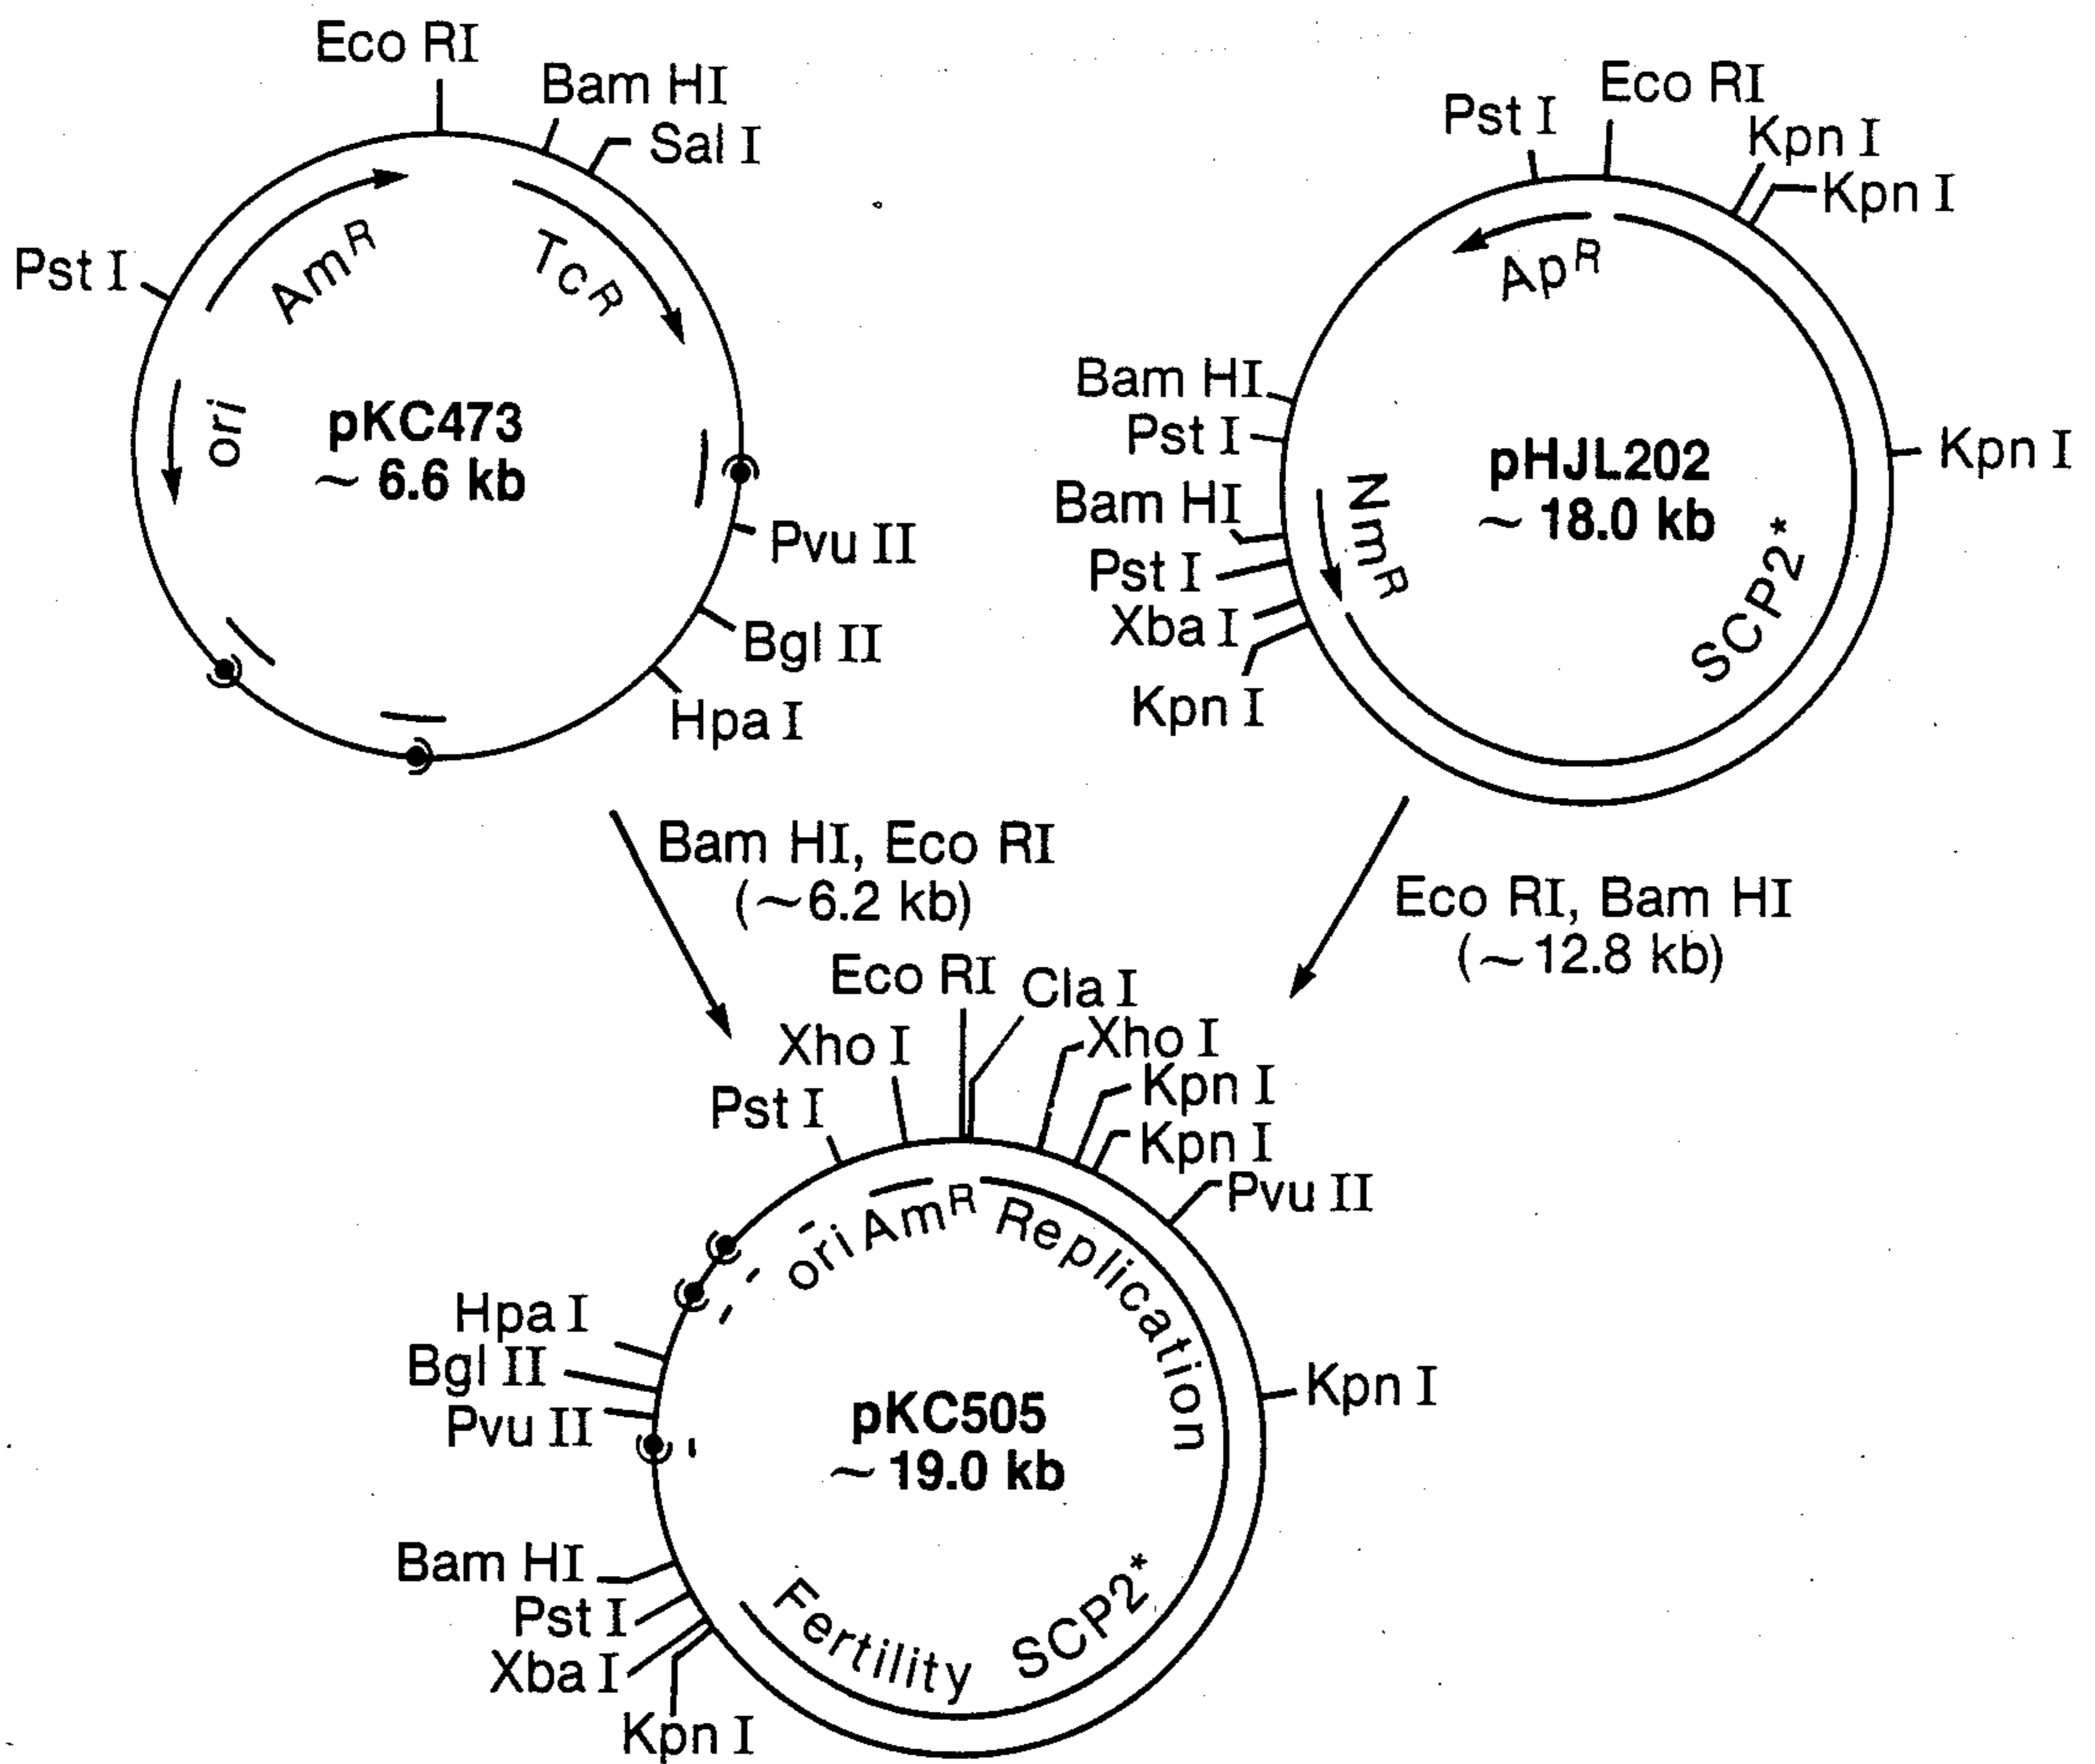 Eco RI
Bam HI
Sal I
Pst I
AmR
TcR
ori
pKC473
~ 6.6 kb
Pvu II
Bgl II
Hpa I
Pst I
Eco RI
Kpn I
Kpn I
ApR
Bam HI
Pst I
Bam HI
Pst I
Xba I
Kpn I
NmR
pHJL202
~ 18.0 kb
Kpn I
SCP2*
Bam HI, Eco RI
(~6.2 kb)
Eco RI, Bam HI
(~12.8 kb)
Eco RI
Cla I
Xho I
Xho I
Kpn I
Pst I
Kpn I
Pvu II
ori AmR Replication
Hpa I
Bgl II
Pvu II
Kpn I
pKC505
~ 19.0 kb
Bam HI
Pst I
Xba I
Kpn I
Fertility SCP2*